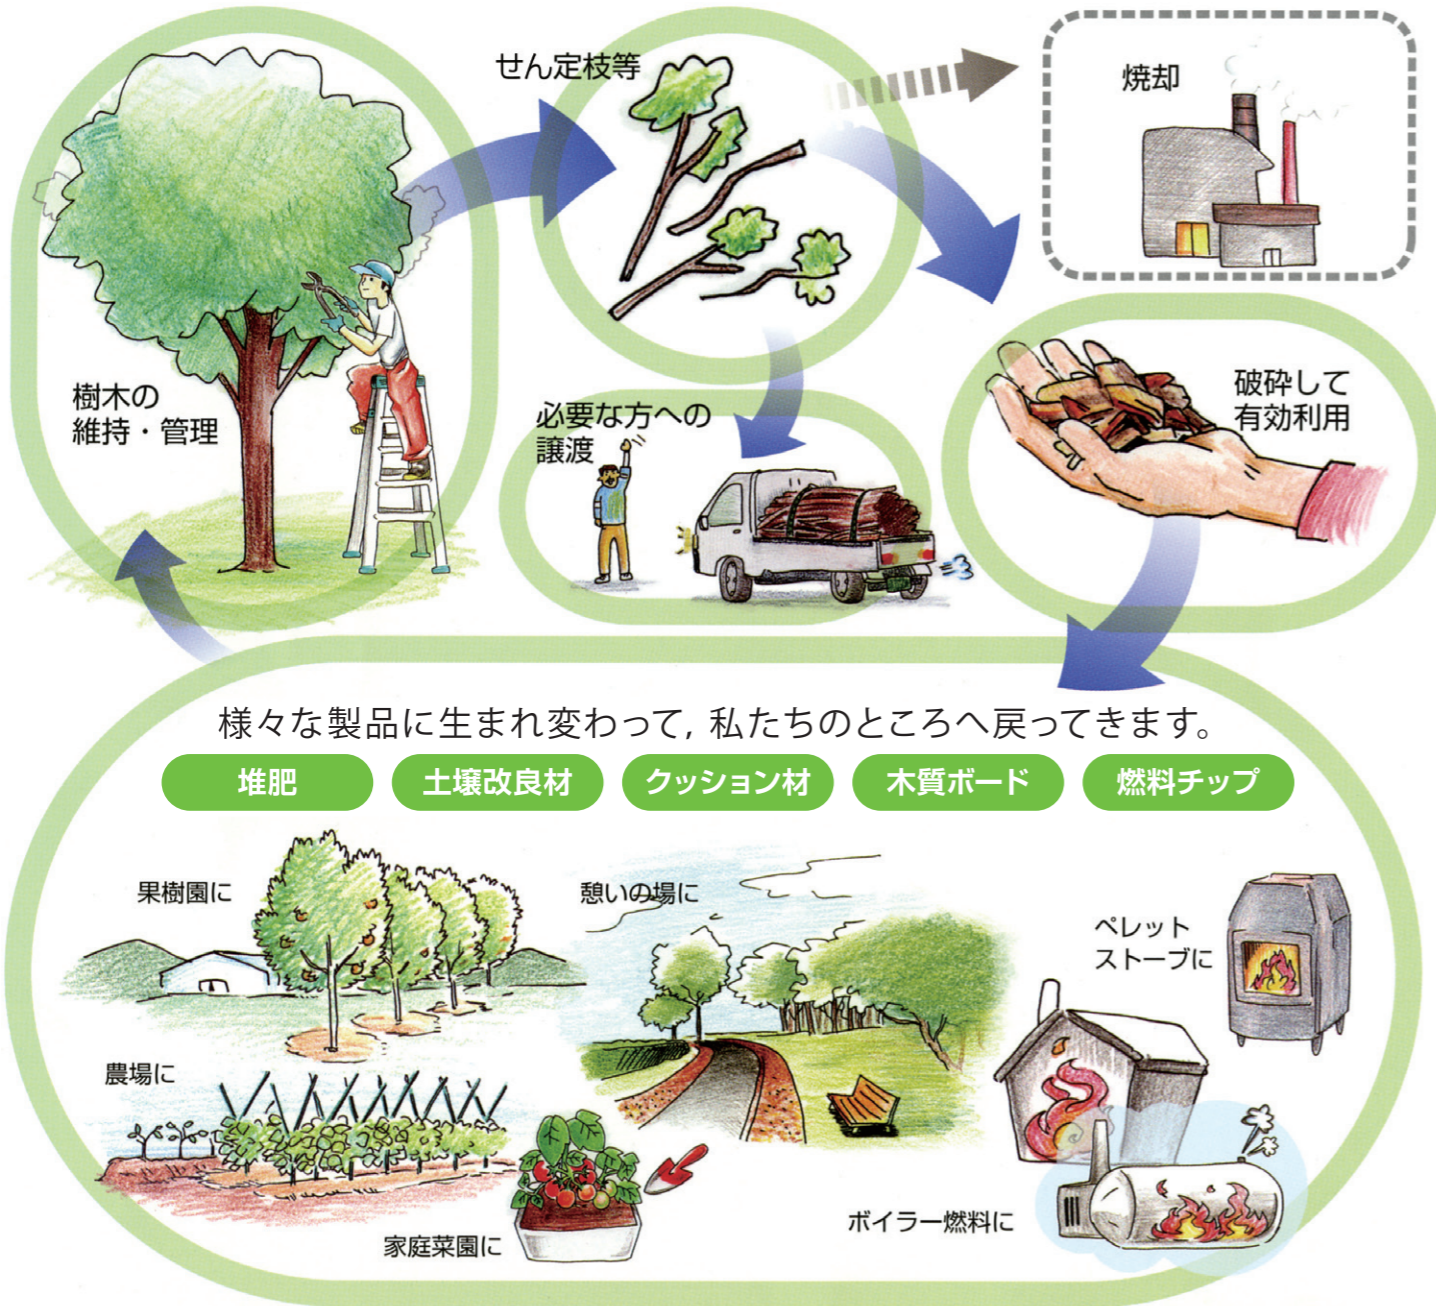 せん定枝等
焼却
樹木の
維持・管理
必要な方への
譲渡
破砕して
有効利用
様々な製品に生まれ変わって, 私たちのところへ戻ってきます。
堆肥
土壌改良材
クッション材
木質ボード
燃料チップ
果樹園に
憩いの場に
ペレット
ストーブに
農場に
家庭菜園に
ボイラー燃料に